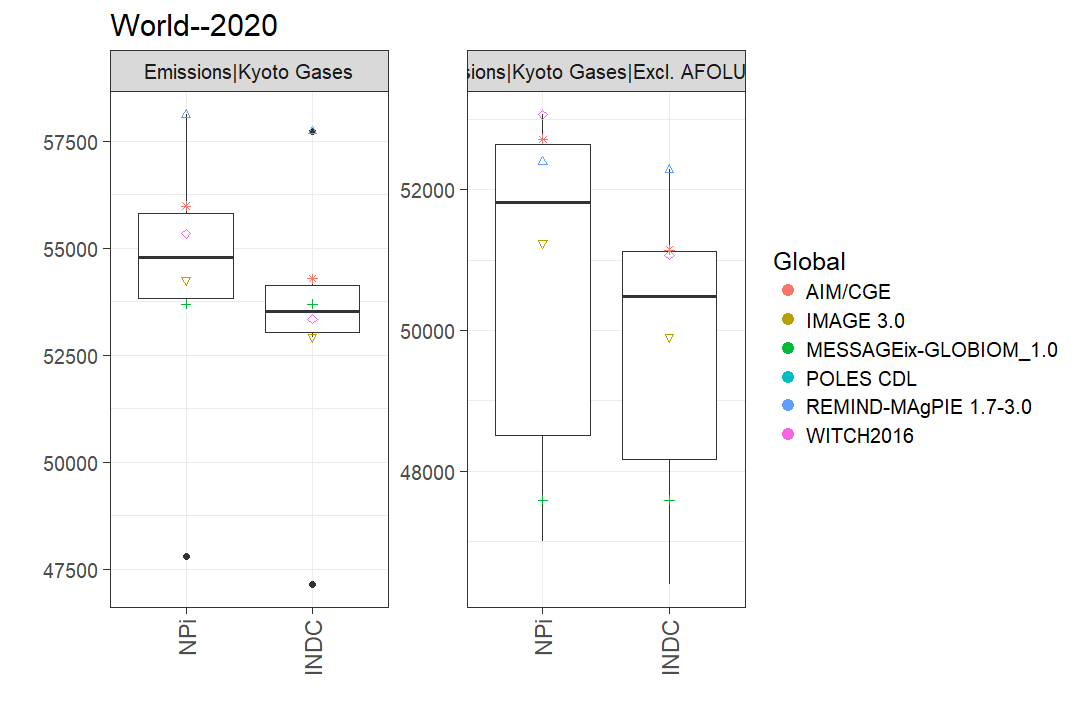 World--2020
Emissions|Kyoto Gases
sions|Kyoto Gases|Excl. AFOLU
57500
55000
52500
50000
47500
52000
50000
48000
NPi
INDC
NPi
INDC
Global
AIM/CGE
IMAGE 3.0
MESSAGEix-GLOBIOM_1.0
POLES CDL
REMIND-MAgPIE 1.7-3.0
WITCH2016